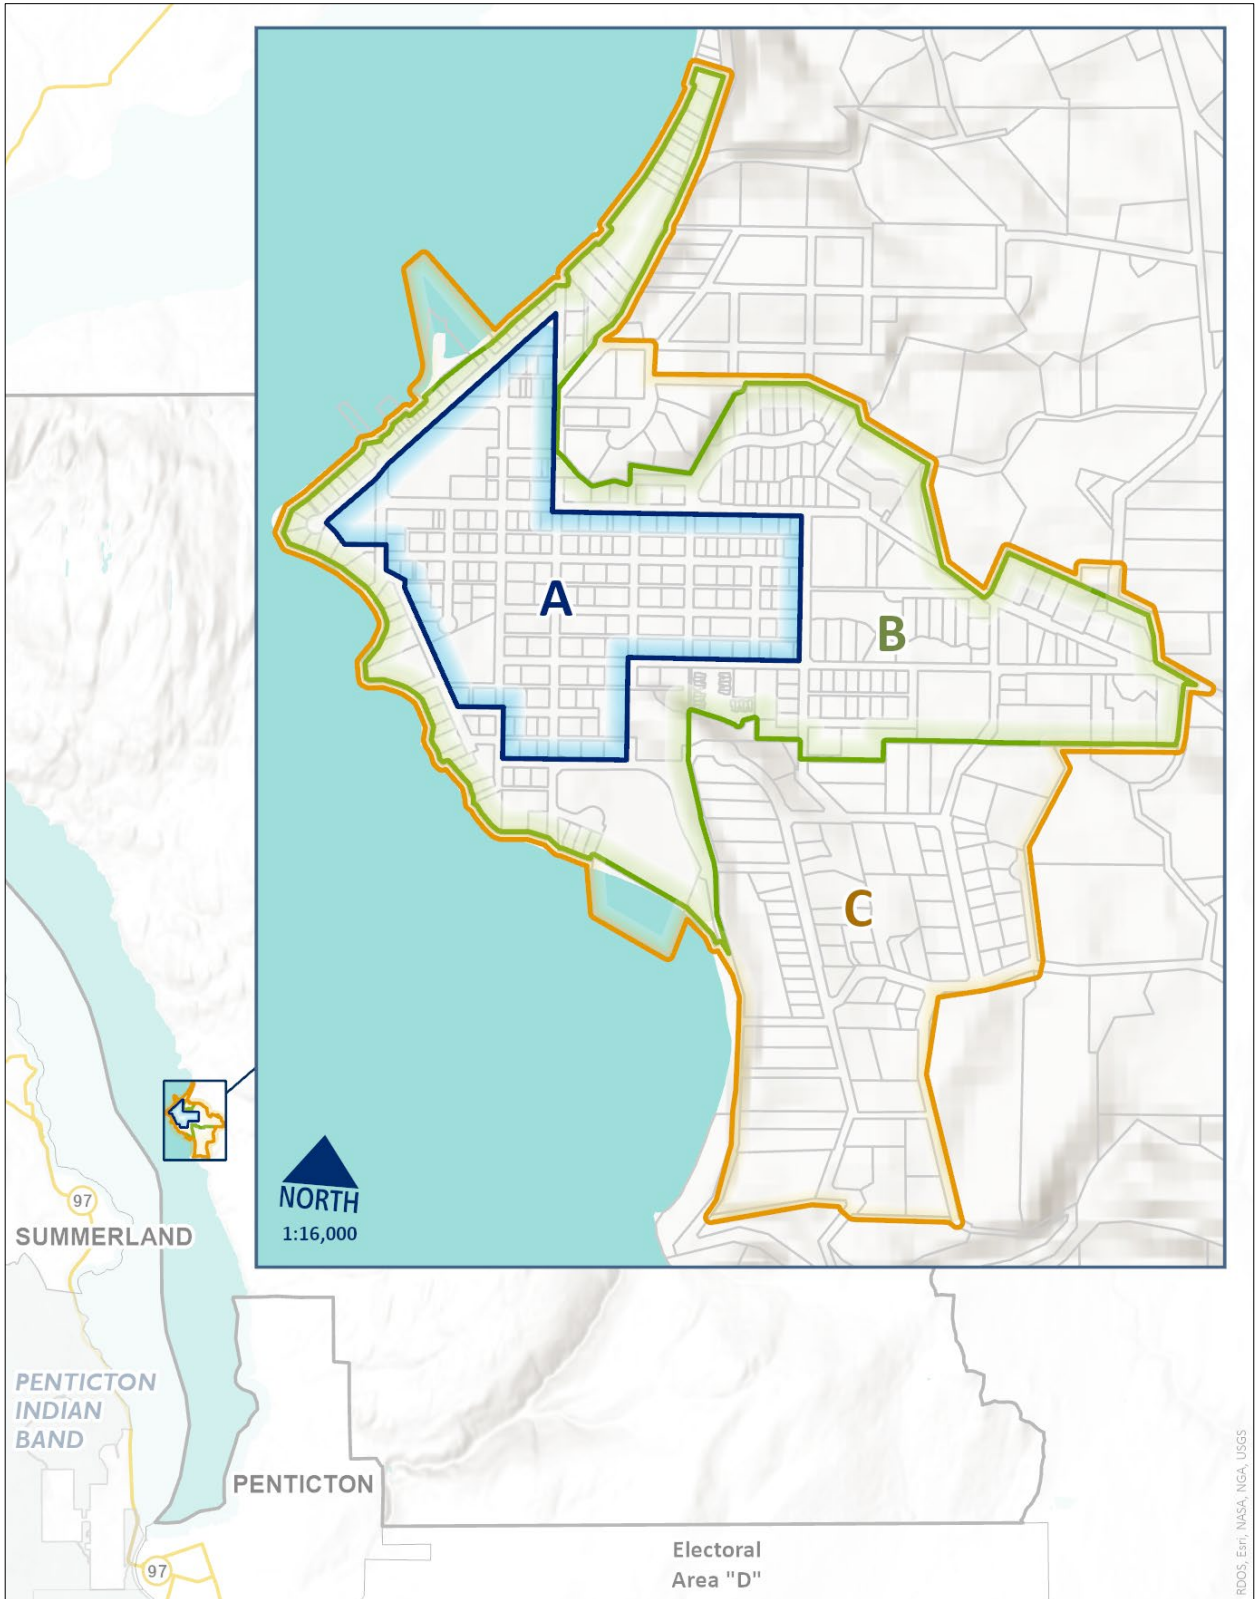 A
B
C
NORTH
1:16,000
97
SUMMERLAND
PENTICTON
INDIAN
BAND
PENTICTON
97
Electoral
Area "D"
RDOS, Esri, NASA, NGA, USGS